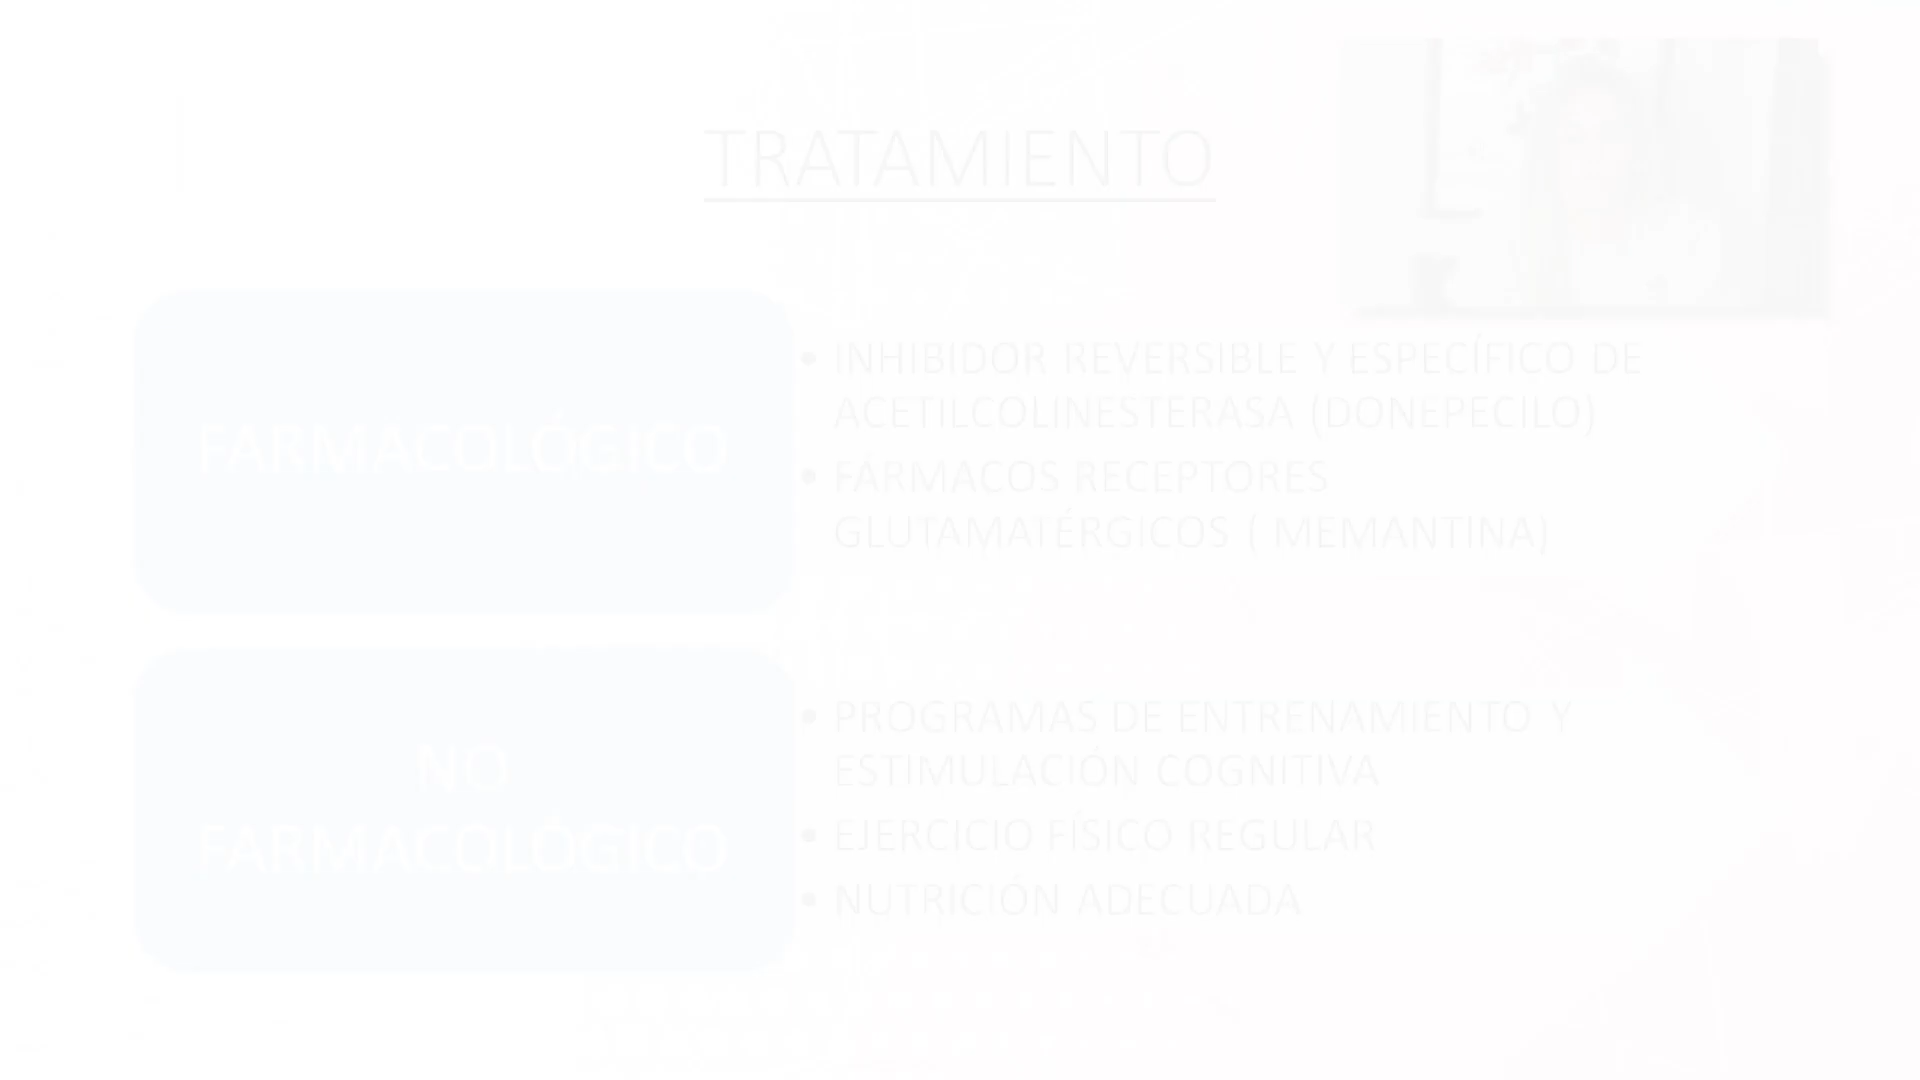 TRATAMIENTO
FARMACOLÓGICO
• INHIBIDOR REVERSIBLE Y ESPECÍFICO DE
ACETILCOLINESTERASA (DONEPECILO)
• FÁRMACOS RECEPTORES
GLUTAMATÉRGICOS ( MEMANTINA)
NO
FARMACOLÓGICO
• PROGRAMAS DE ENTRENAMIENTO Y
ESTIMULACIÓN COGNITIVA
• EJERCICIO FÍSICO REGULAR
• NUTRICIÓN ADECUADA